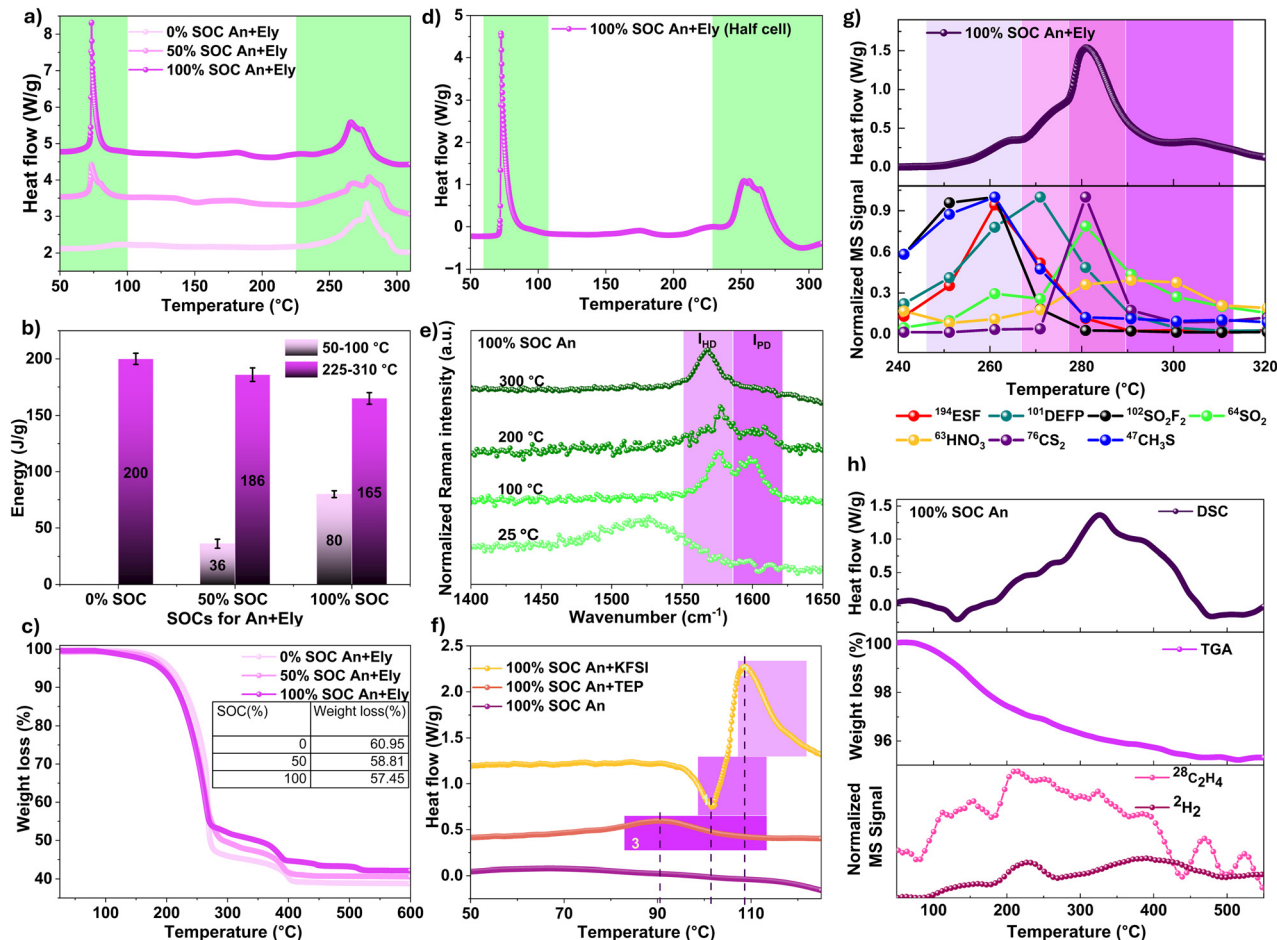 a)
0% SOC An+Ely
50% SOC An+Ely
100% SOC An+Ely
Heat flow (W/g)
8
7
6
5
4
3
2
50 100 150 200 250 300
Temperature (°C)
b)
50-100 °C
225-310 °C
Energy (J/g)
200
150
100
50
0
200
36
186
80
165
0% SOC 50% SOC 100% SOC
SOCs for An+Ely
c)
0% SOC An+Ely
50% SOC An+Ely
100% SOC An+Ely
SOC(%) Weight loss(%)
0 60.95
50 58.81
100 57.45
Weight loss (%)
100
90
80
70
60
50
40
0 100 200 300 400 500 600
Temperature (°C)
d)
100% SOC An+Ely (Half cell)
Heat flow (W/g)
5
4
3
2
1
0
−1
50 100 150 200 250 300
Temperature (°C)
e)
100% SOC An
I_HD
I_PD
300 °C
200 °C
100 °C
25 °C
Normalized Raman intensity (a.u.)
1400 1450 1500 1550 1600 1650
Wavenumber (cm⁻¹)
f)
100% SOC An+KFSI
100% SOC An+TEP
100% SOC An
3
Heat flow (W/g)
2.5
2.0
1.5
1.0
0.5
0.0
50 70 90 110
Temperature (°C)
g)
100% SOC An+Ely
Heat flow (W/g)
1.5
1.0
0.5
0.0
Normalized MS Signal
0.9
0.6
0.3
0.0
240 260 280 300 320
Temperature (°C)
¹⁹⁴ESF ¹⁰¹DEFP ¹⁰²SO₂F₂ ⁶⁴SO₂
⁶³HNO₃ ⁷⁶CS₂ ⁴⁷CH₃S
h)
100% SOC An
DSC
Heat flow (W/g)
1.5
1.0
0.5
0.0
TGA
Weight loss (%)
100
98
96
²⁸C₂H₄
²H₂
Normalized
MS Signal
100 200 300 400 500
Temperature (°C)